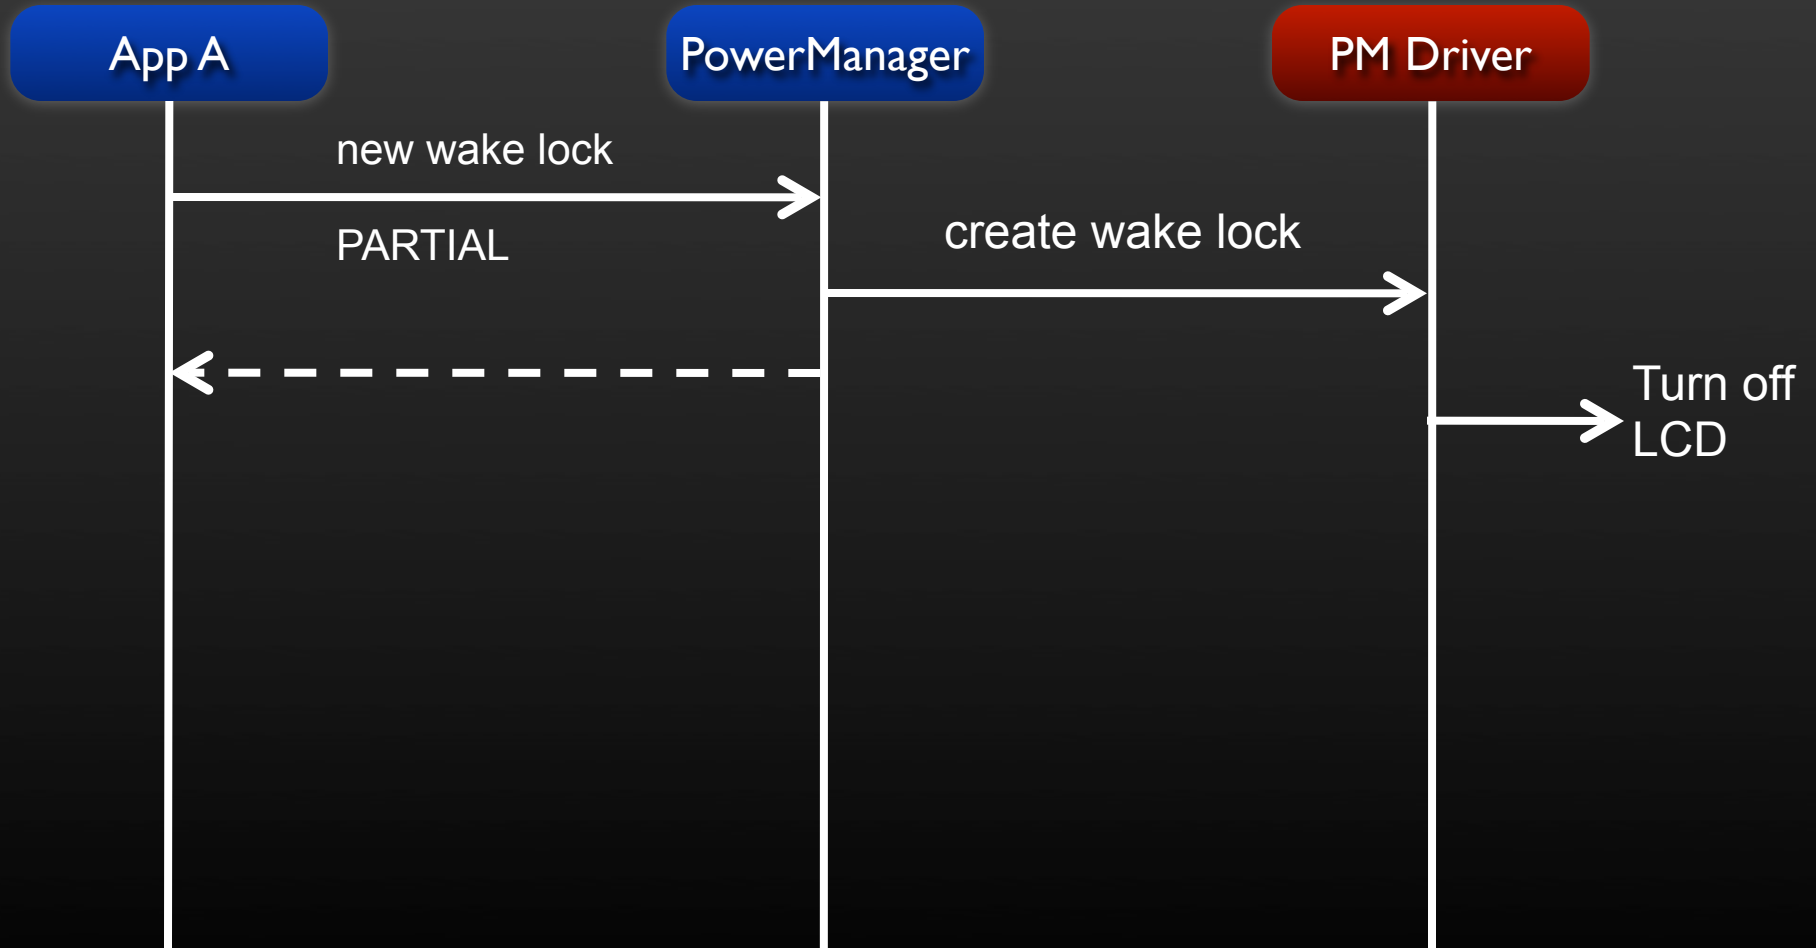 App A
PowerManager
PM Driver
new wake lock
PARTIAL
create wake lock
Turn off
LCD